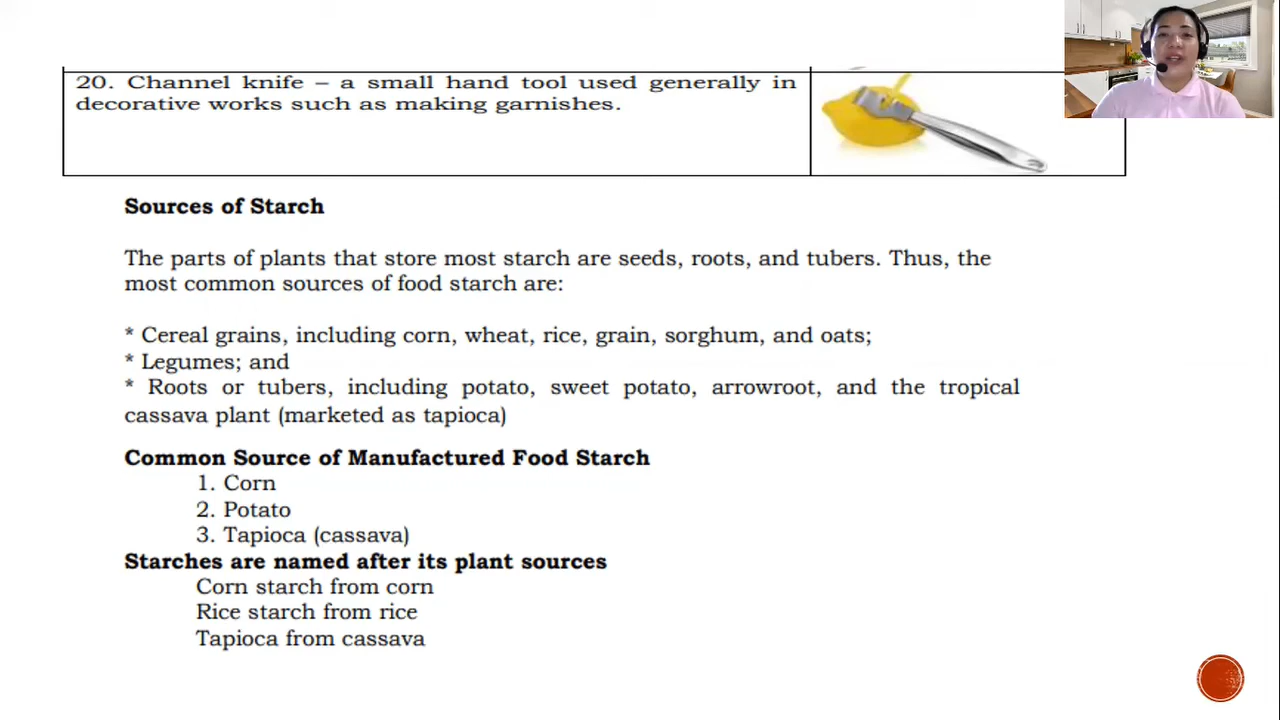 20. Channel knife – a small hand tool used generally in
decorative works such as making garnishes.
Sources of Starch
The parts of plants that store most starch are seeds, roots, and tubers. Thus, the
most common sources of food starch are:
* Cereal grains, including corn, wheat, rice, grain, sorghum, and oats;
* Legumes; and
* Roots or tubers, including potato, sweet potato, arrowroot, and the tropical
cassava plant (marketed as tapioca)
Common Source of Manufactured Food Starch
1. Corn
2. Potato
3. Tapioca (cassava)
Starches are named after its plant sources
Corn starch from corn
Rice starch from rice
Tapioca from cassava